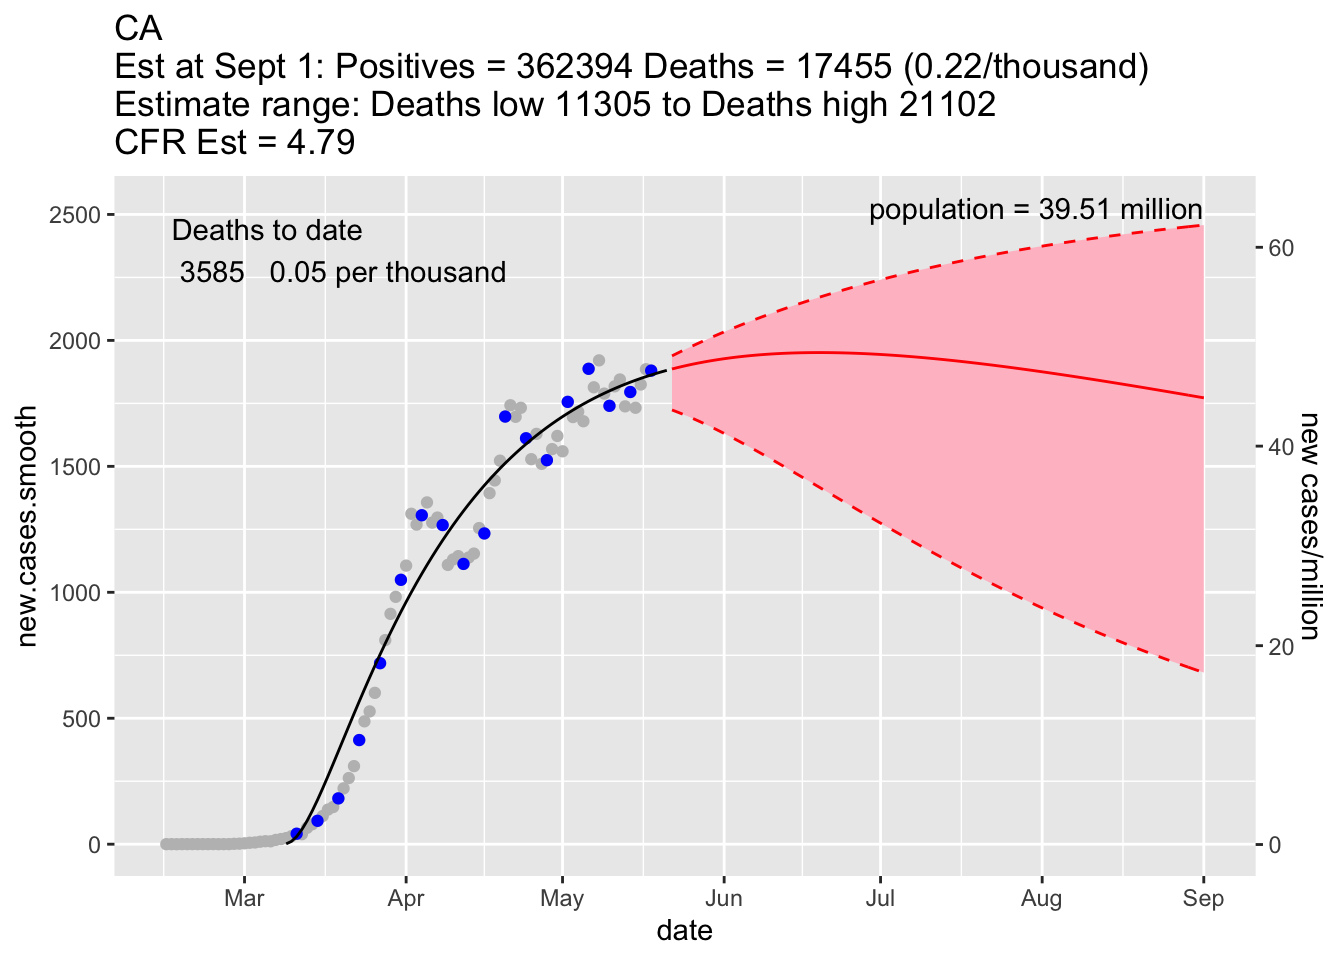 CA
Est at Sept 1: Positives = 362394 Deaths = 17455 (0.22/thousand)
Estimate range: Deaths low 11305 to Deaths high 21102
CFR Est = 4.79
population = 39.51 million
Deaths to date
3585 0.05 per thousand
new.cases.smooth
2500
2000
1500
1000
500
0
60
40
20
0
new cases/million
Mar Apr May Jun Jul Aug Sep
date